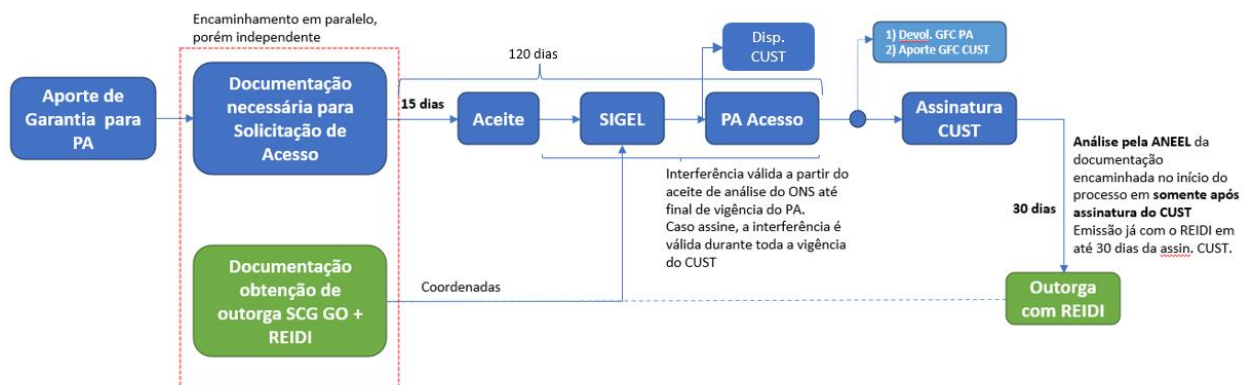 Encaminhamento em paralelo,
porém independente
Aporte de
Garantia para
PA
Documentação
necessária para
Solicitação de
Acesso
15 dias
120 dias
Aceite
SIGEL
Disp.
CUST
PA Acesso
1) Devol. GFC PA
2) Aporte GFC CUST
Assinatura
CUST
Interferência válida a partir do
aceite de análise do ONS até
final de vigência do PA.
Caso assine, a interferência é
válida durante toda a vigência
do CUST
30 dias
Análise pela ANEEL da
documentação
encaminhada no início do
processo em somente após
assinatura do CUST
Emissão já com o REIDI em
até 30 dias da assin. CUST.
Documentação
obtenção de
outorga SCG GO +
REIDI
Coordenadas
Outorga
com REIDI